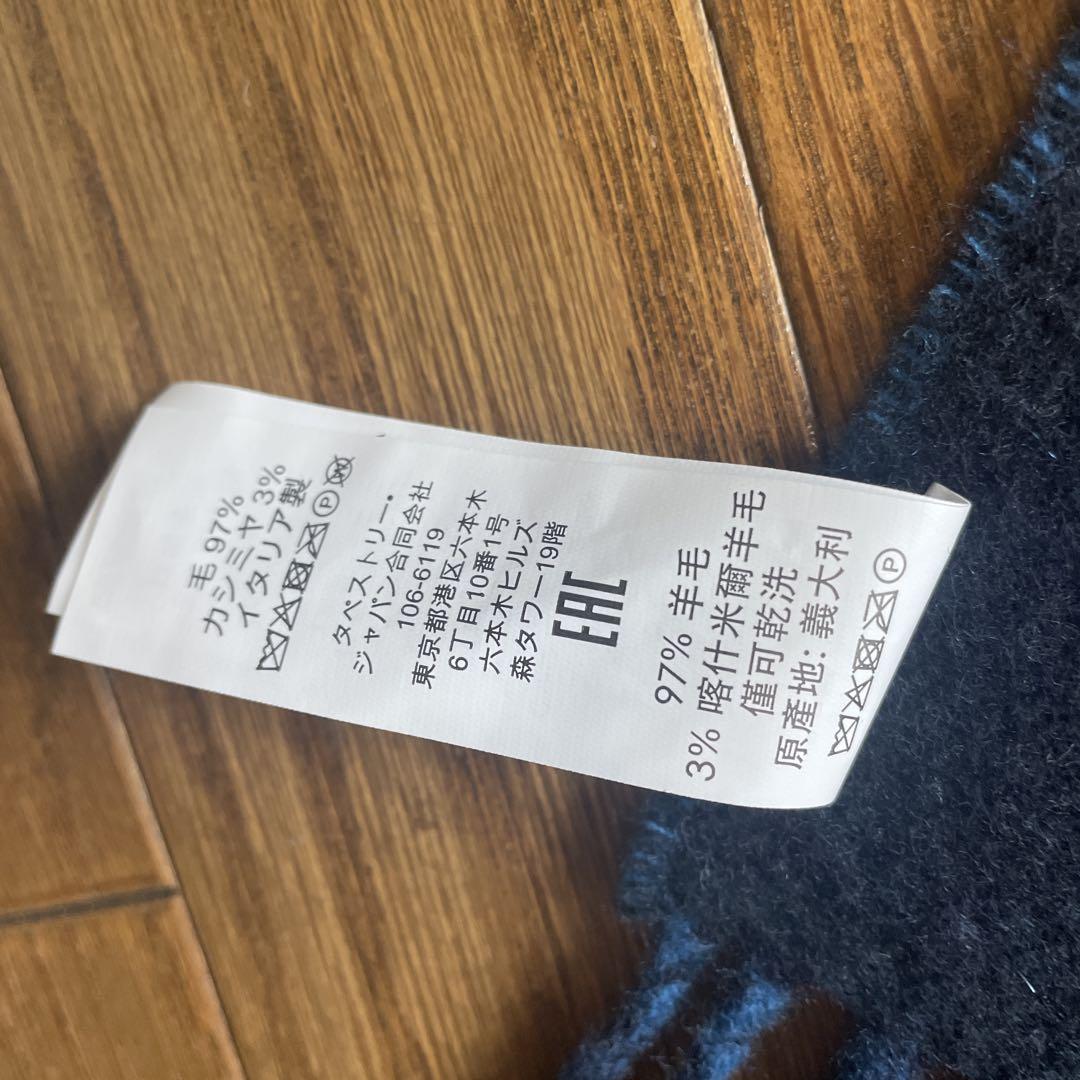 毛 97%
カシミヤ 3%
イタリア製
P
W
タペストリー・
ジャパン合同会社
106-6119
東京都港区六本木
6丁目10番1号
六本木ヒルズ
森タワー19階
EAC
97% 羊毛
3% 喀什米爾羊毛
僅可乾洗
原產地: 義大利
P